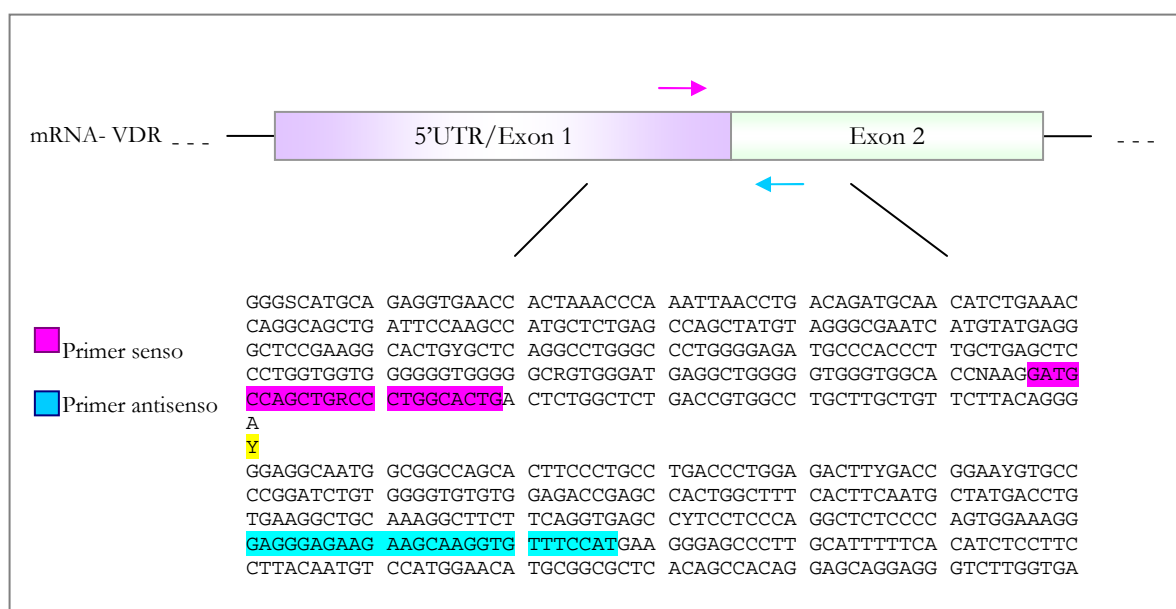 mRNA- VDR - - - 5'UTR/Exon 1 Exon 2 - - -
GGGSCATGCA GAGGTGAACC ACTAAACCCA AATTAACCTG ACAGATGCAA CATCTGAAAC
CAGGCAGCTG ATTCCAAGCC ATGCTCTGAG CCAGCTATGT AGGGCGAATC ATGTATGAGG
Primer senso
GCTCCGAAGG CACTGYGCTC AGGCCTGGGC CCTGGGGAGA TGCCCACCCT TGCTGAGCTC
CCTGGTGGTG GGGGGTGGGG GCRGTGGGAT GAGGCTGGGG GTGGGTGGCAC CNAAGGATG
Primer antisenso
CCAGCTGRCC CTGGCACTGA CTCTGGCTCT GACCGTGGCC TGCTTGCTGT TCTTACAGGG
A
Y
GGAGGCAATG GCGGCCAGCA CTTCCCTGCC TGACCCTGGA GACTTYGACC GGAAYGTGCC
CCGGATCTGT GGGGTGTGTG GAGACCGAGC CACTGGCTTT CACTTCAATG CTATGACCTG
TGAAGGCTGC AAAGGCTTCT TCAGGTGAGC CYTCCTCCCA GGCTCTCCCC AGTGGAAAGG
GAGGGAGAAG AAGCAAGGTG TTTCCATGAA GGGAGCCCTT GCATTTTTCA CATCTCCTTC
CTTACAATGT CCATGGAACA TGCGGCGCTC ACAGCCACAG GAGCAGGAGG GTCTTGGTGA